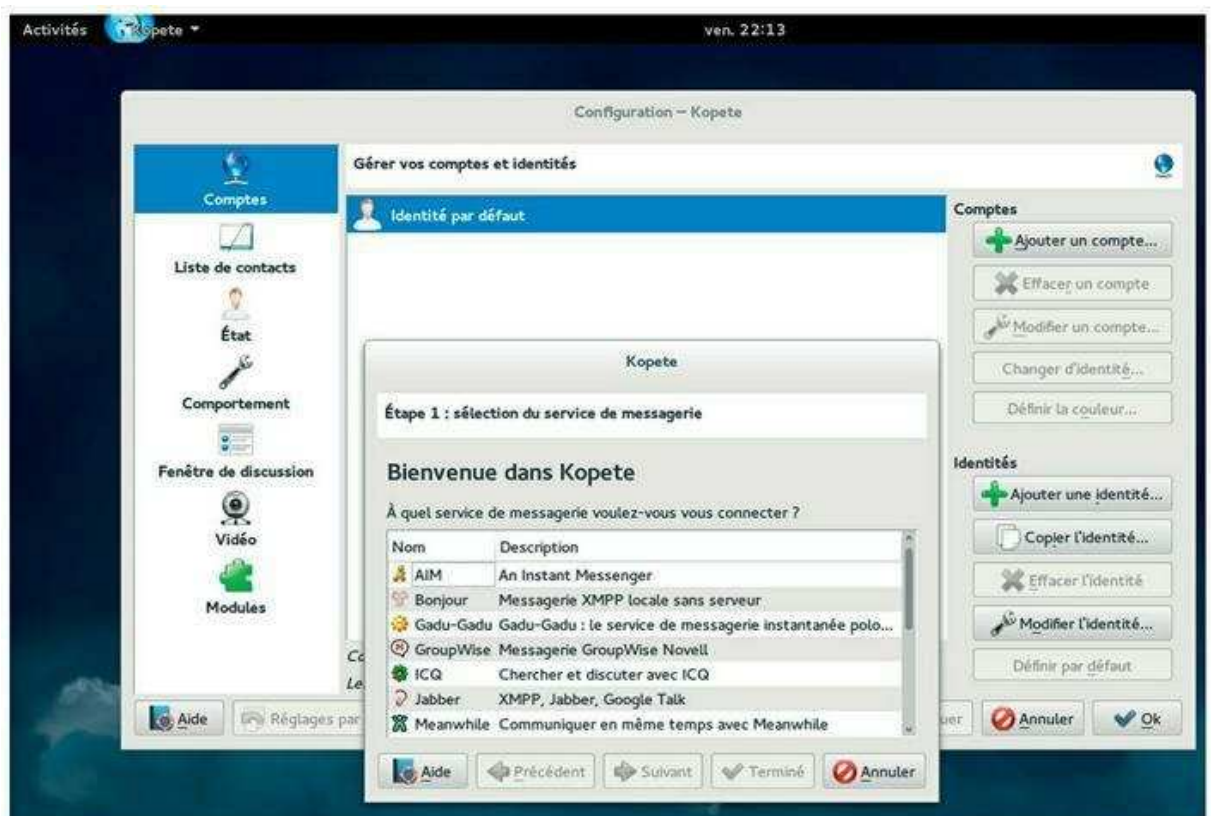 Activités
Kopete
ven. 22:13
Configuration — Kopete
Comptes
Liste de contacts
État
Comportement
Fenêtre de discussion
Vidéo
Modules
Gérer vos comptes et identités
Identité par défaut
Comptes
Ajouter un compte...
Effacer un compte
Modifier un compte...
Changer d'identité...
Définir la couleur...
Identités
Ajouter une identité...
Copier l'identité...
Effacer l'identité
Modifier l'identité...
Définir par défaut
Aide
Réglages par
Annuler
Ok
Kopete
Étape 1 : sélection du service de messagerie
Bienvenue dans Kopete
À quel service de messagerie voulez-vous vous connecter ?
Nom Description
AIM An Instant Messenger
Bonjour Messagerie XMPP locale sans serveur
Gadu-Gadu Gadu-Gadu : le service de messagerie instantanée polo...
GroupWise Messagerie GroupWise Novell
ICQ Chercher et discuter avec ICQ
Jabber XMPP, Jabber, Google Talk
Meanwhile Communiquer en même temps avec Meanwhile
Aide
Précédent
Suivant
Terminé
Annuler